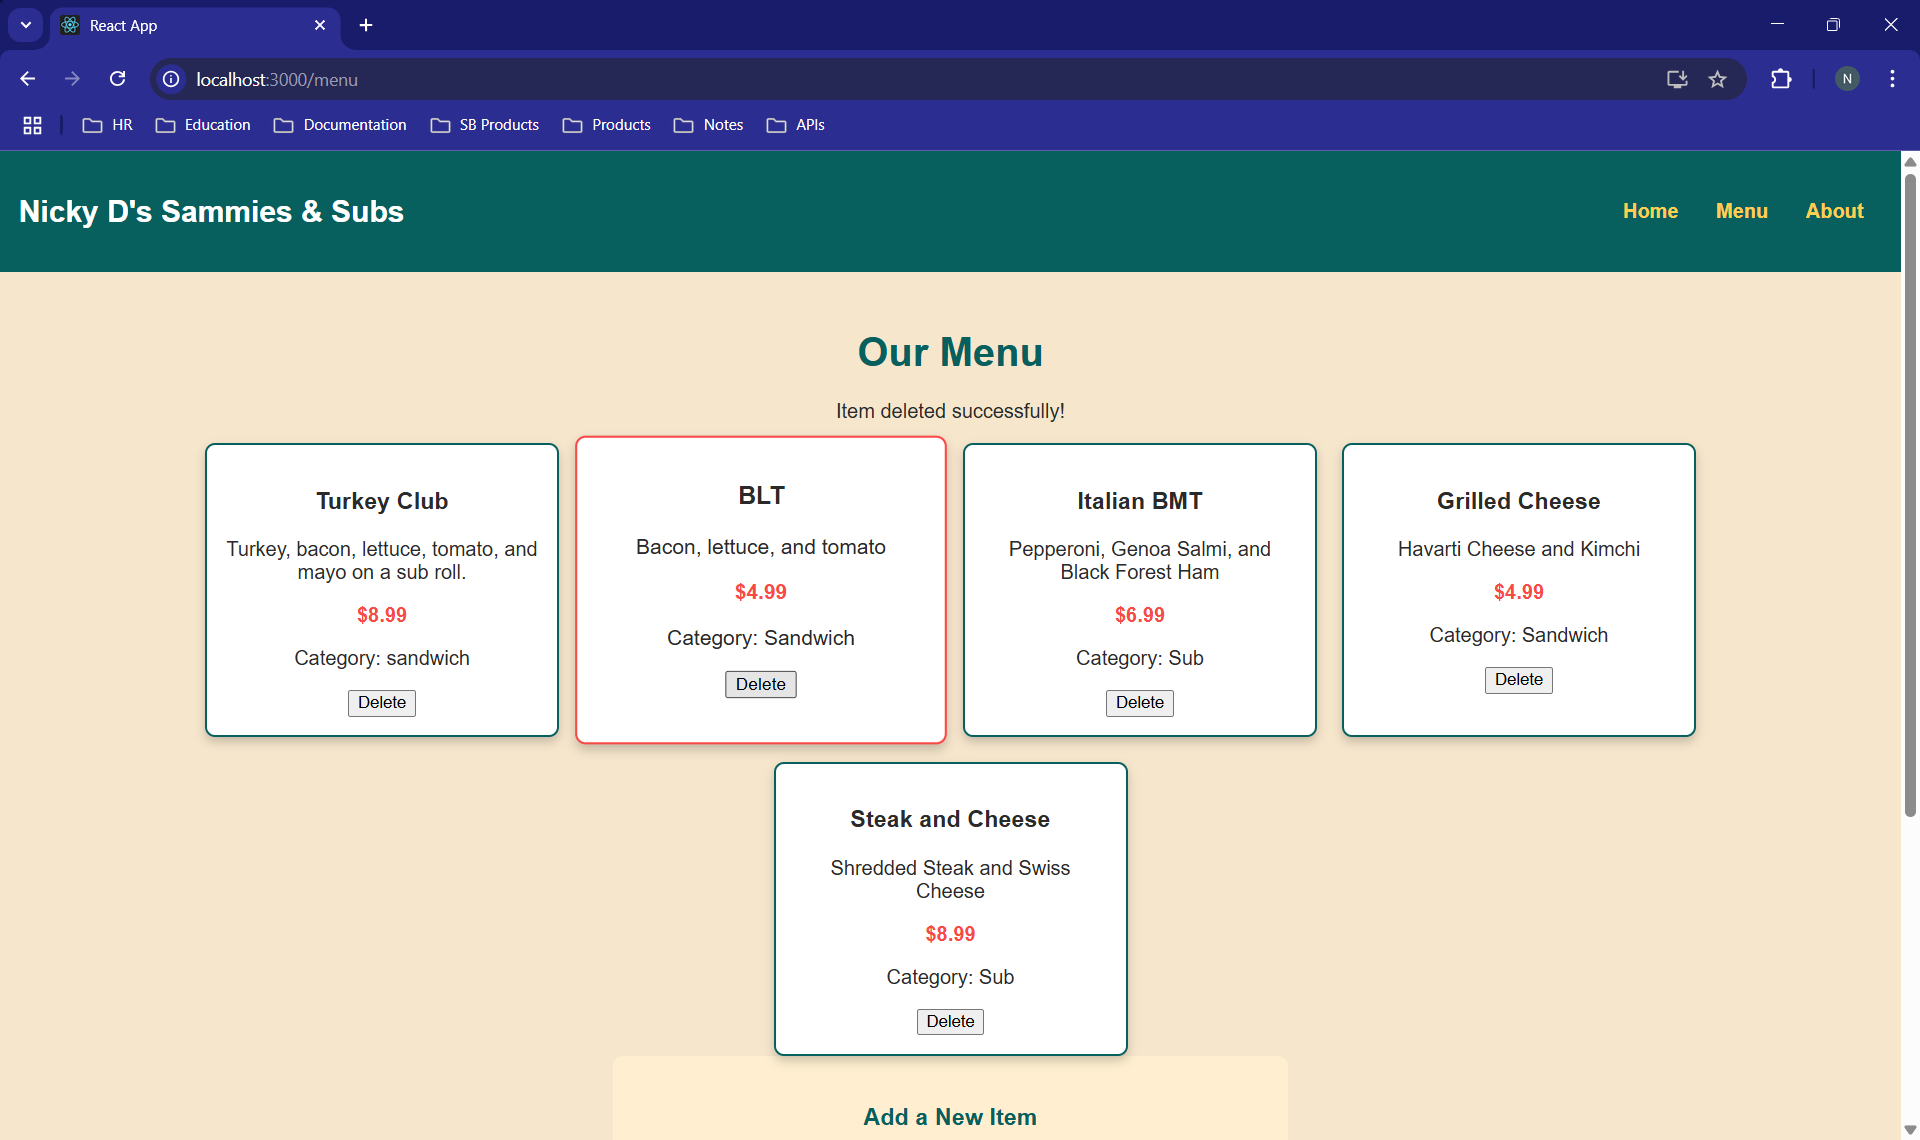 React App
localhost:3000/menu
N
HR
Education
Documentation
SB Products
Products
Notes
APIs
Nicky D's Sammies & Subs
Home
Menu
About
Our Menu
Item deleted successfully!
Turkey Club
Turkey, bacon, lettuce, tomato, and
mayo on a sub roll.
$8.99
Category: sandwich
Delete
BLT
Bacon, lettuce, and tomato
$4.99
Category: Sandwich
Delete
Italian BMT
Pepperoni, Genoa Salmi, and
Black Forest Ham
$6.99
Category: Sub
Delete
Grilled Cheese
Havarti Cheese and Kimchi
$4.99
Category: Sandwich
Delete
Steak and Cheese
Shredded Steak and Swiss
Cheese
$8.99
Category: Sub
Delete
Add a New Item